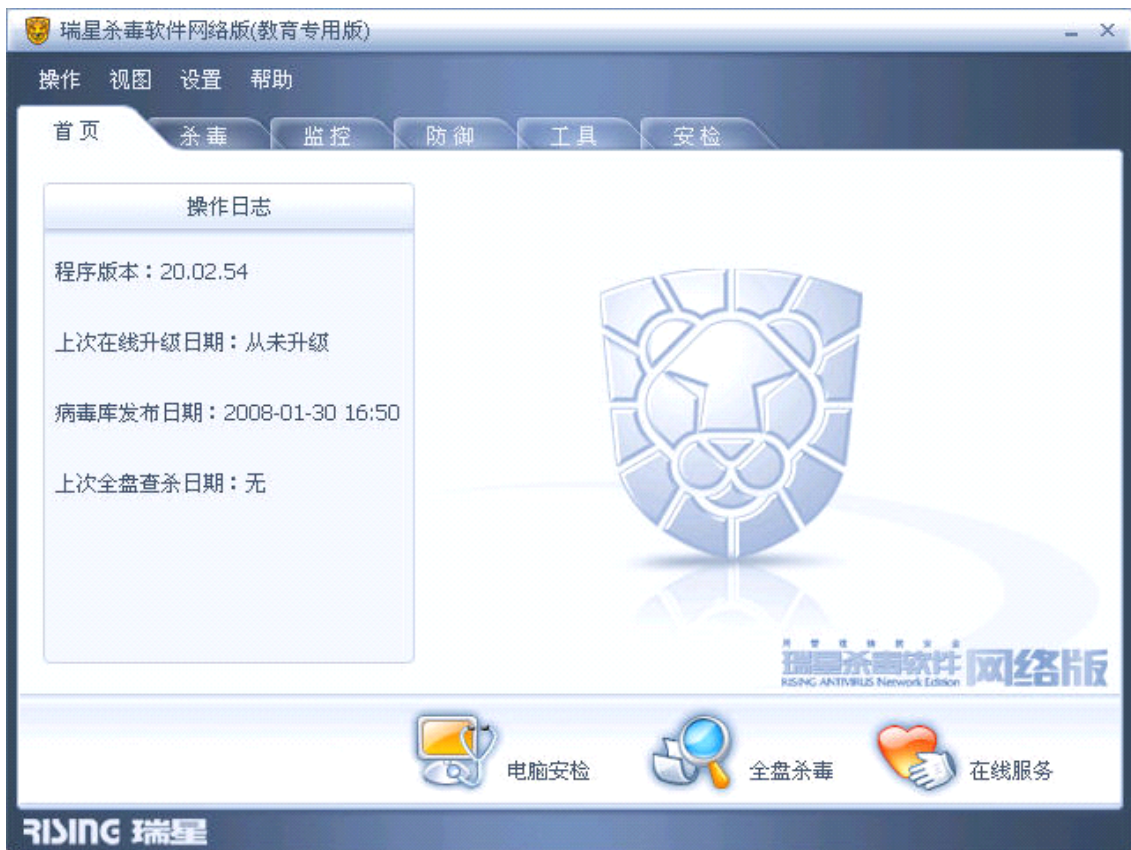 瑞星杀毒软件网络版(教育专用版)
操作 视图 设置 帮助
首页 杀毒 监控 防御 工具 安检
操作日志
程序版本：20.02.54
上次在线升级日期：从未升级
病毒库发布日期：2008-01-30 16:50
上次全盘查杀日期：无
瑞星杀毒软件 网络版
RISING ANTIVIRUS Network Edition
电脑安检 全盘杀毒 在线服务
RISING 瑞星